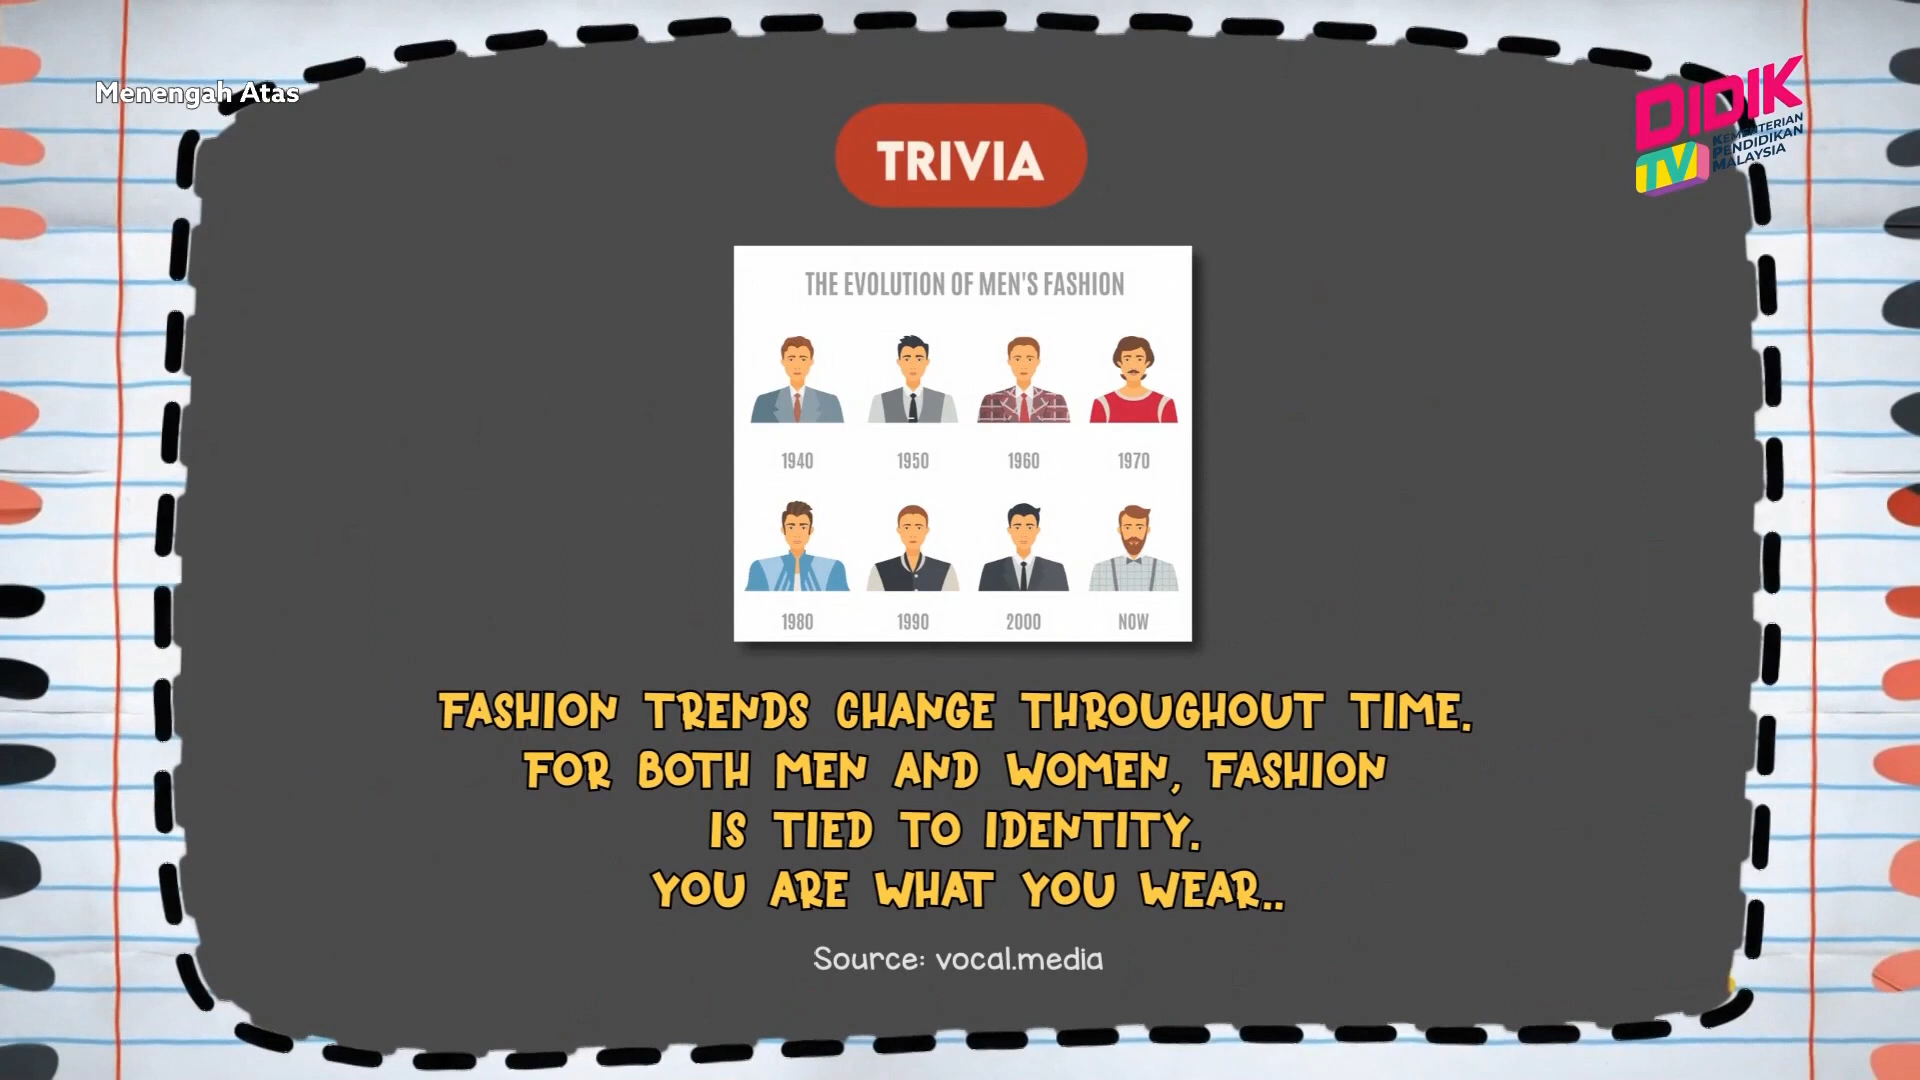 Menengah Atas
DIDIK
TV
KEMENTERIAN
PENDIDIKAN
MALAYSIA
TRIVIA
THE EVOLUTION OF MEN'S FASHION
1940 1950 1960 1970
1980 1990 2000 NOW
FASHION TRENDS CHANGE THROUGHOUT TIME.
FOR BOTH MEN AND WOMEN, FASHION
IS TIED TO IDENTITY.
YOU ARE WHAT YOU WEAR..
Source: vocal.media